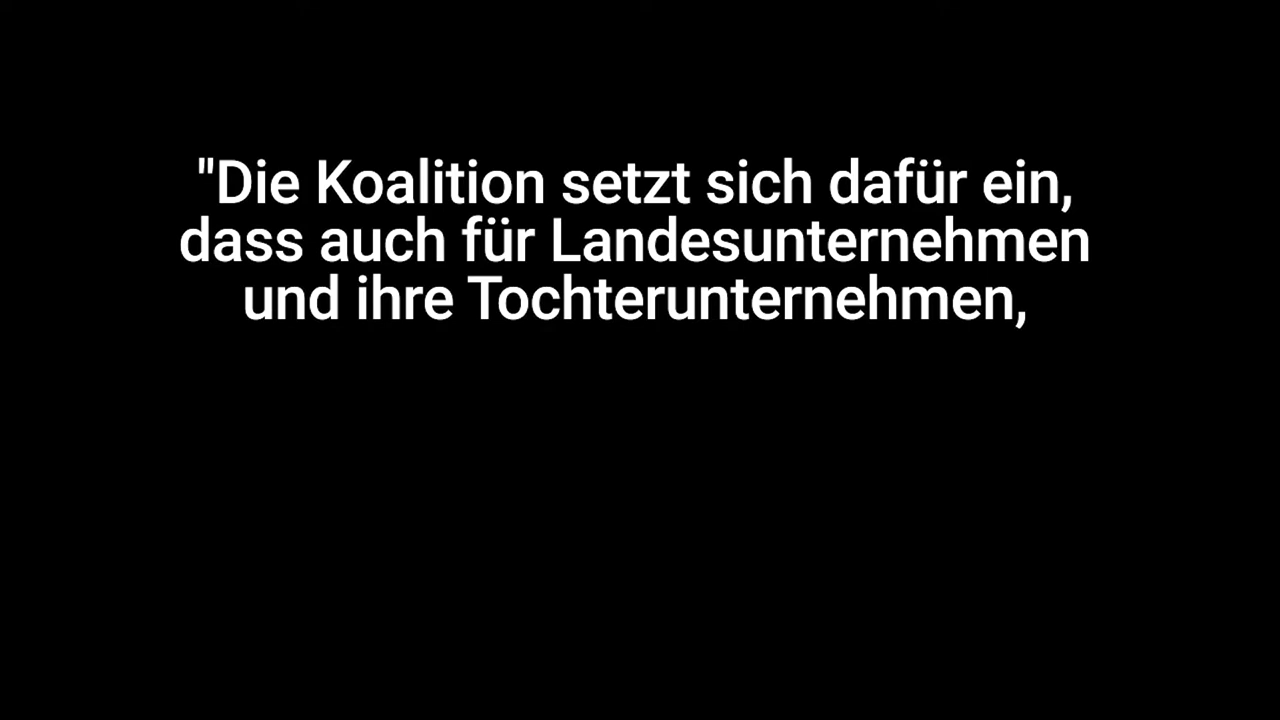 "Die Koalition setzt sich dafür ein,
dass auch für Landesunternehmen
und ihre Tochterunternehmen,